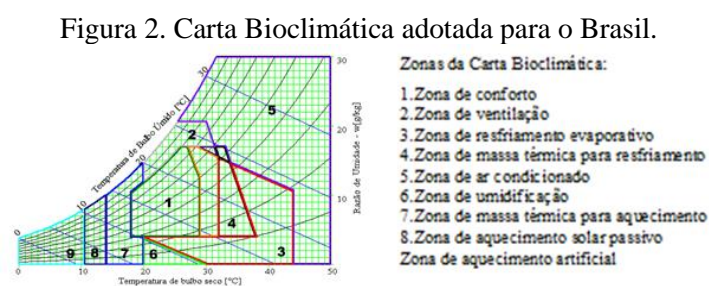 Figura 2. Carta Bioclimática adotada para o Brasil.
Zonas da Carta Bioclimática:
1.Zona de conforto
2.Zona de ventilação
3.Zona de resfriamento evaporativo
4.Zona de massa térmica para resfriamento
5.Zona de ar condicionado
6.Zona de umidificação
7.Zona de massa térmica para aquecimento
8.Zona de aquecimento solar passivo
Zona de aquecimento artificial
Temperatura de Bulbo Úmido [°C]
0
10
20
30
Razão de Umidade - w[g/kg]
30
20
10
5
2
1
4
3
9
8
7
6
0
10
20
30
40
50
Temperatura de bulbo seco [°C]